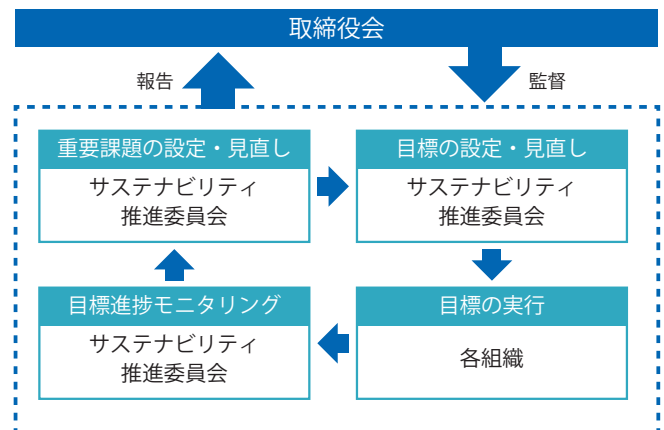 取締役会
報告
監督
重要課題の設定・見直し
サステナビリティ
推進委員会
目標の設定・見直し
サステナビリティ
推進委員会
目標進捗モニタリング
サステナビリティ
推進委員会
目標の実行
各組織